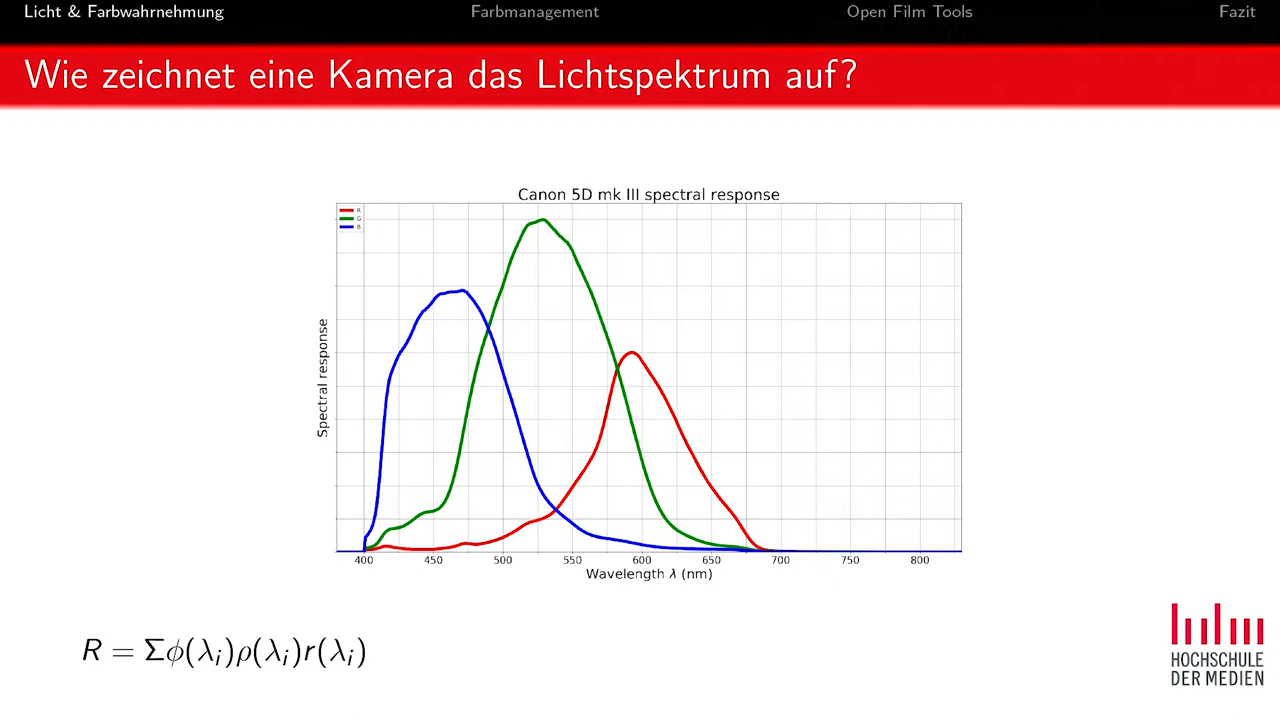 Licht & Farbwahrnehmung Farbmanagement Open Film Tools Fazit
Wie zeichnet eine Kamera das Lichtspektrum auf?
Canon 5D mk III spectral response
R
G
B
Spectral response
400 450 500 550 600 650 700 750 800
Wavelength λ (nm)
R = Σϕ(λᵢ)ρ(λᵢ)r(λᵢ)
HOCHSCHULE
DER MEDIEN